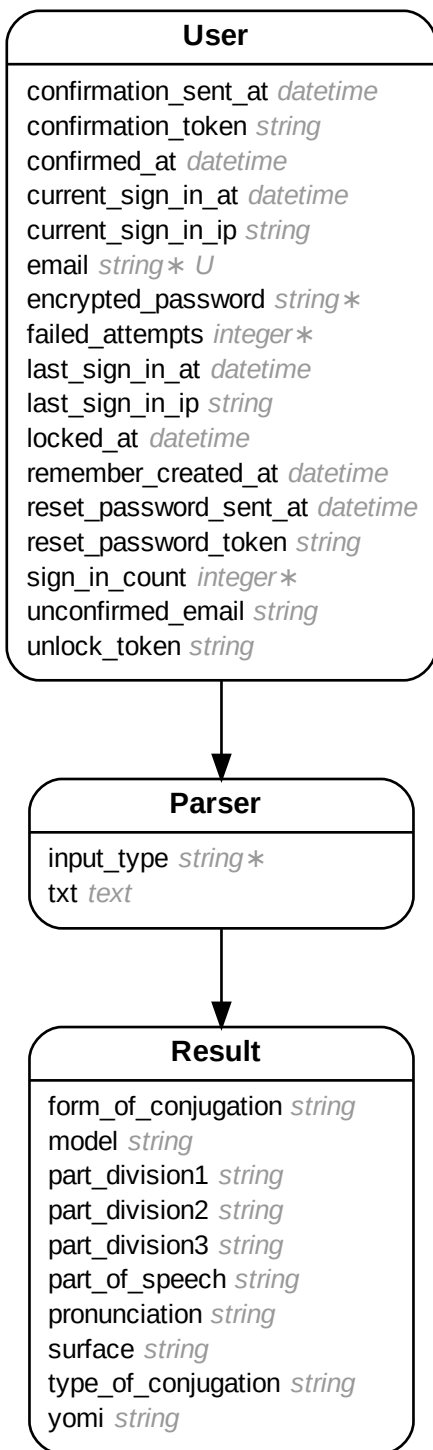 User
confirmation_sent_at datetime
confirmation_token string
confirmed_at datetime
current_sign_in_at datetime
current_sign_in_ip string
email string∗ U
encrypted_password string∗
failed_attempts integer∗
last_sign_in_at datetime
last_sign_in_ip string
locked_at datetime
remember_created_at datetime
reset_password_sent_at datetime
reset_password_token string
sign_in_count integer∗
unconfirmed_email string
unlock_token string
Parser
input_type string∗
txt text
Result
form_of_conjugation string
model string
part_division1 string
part_division2 string
part_division3 string
part_of_speech string
pronunciation string
surface string
type_of_conjugation string
yomi string